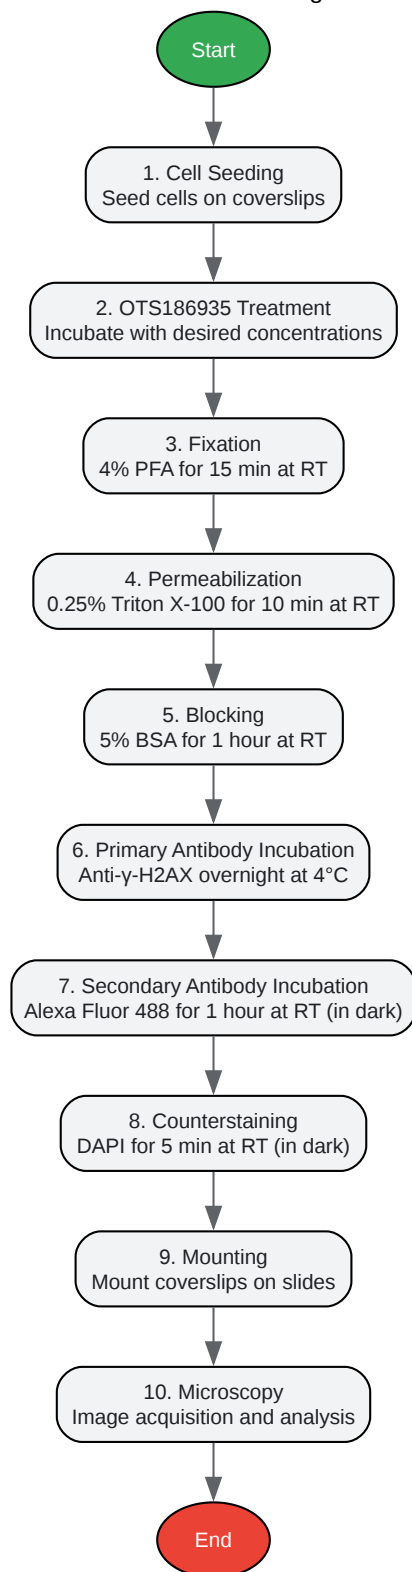 Start
1. Cell Seeding
Seed cells on coverslips
2. OTS186935 Treatment
Incubate with desired concentrations
3. Fixation
4% PFA for 15 min at RT
4. Permeabilization
0.25% Triton X-100 for 10 min at RT
5. Blocking
5% BSA for 1 hour at RT
6. Primary Antibody Incubation
Anti-γ-H2AX overnight at 4°C
7. Secondary Antibody Incubation
Alexa Fluor 488 for 1 hour at RT (in dark)
8. Counterstaining
DAPI for 5 min at RT (in dark)
9. Mounting
Mount coverslips on slides
10. Microscopy
Image acquisition and analysis
End